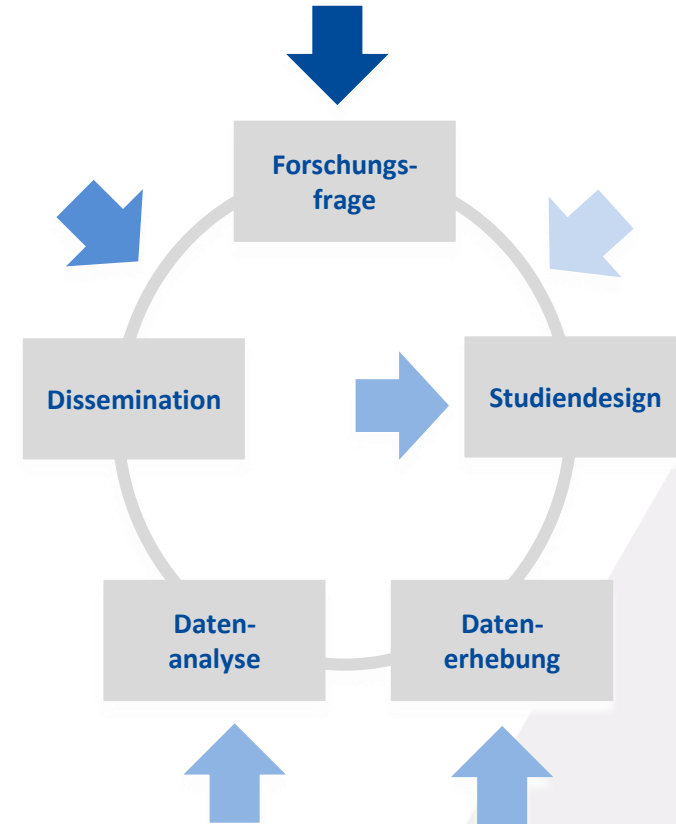 Forschungs-
frage
Dissemination
Studiendesign
Daten-
analyse
Daten-
erhebung